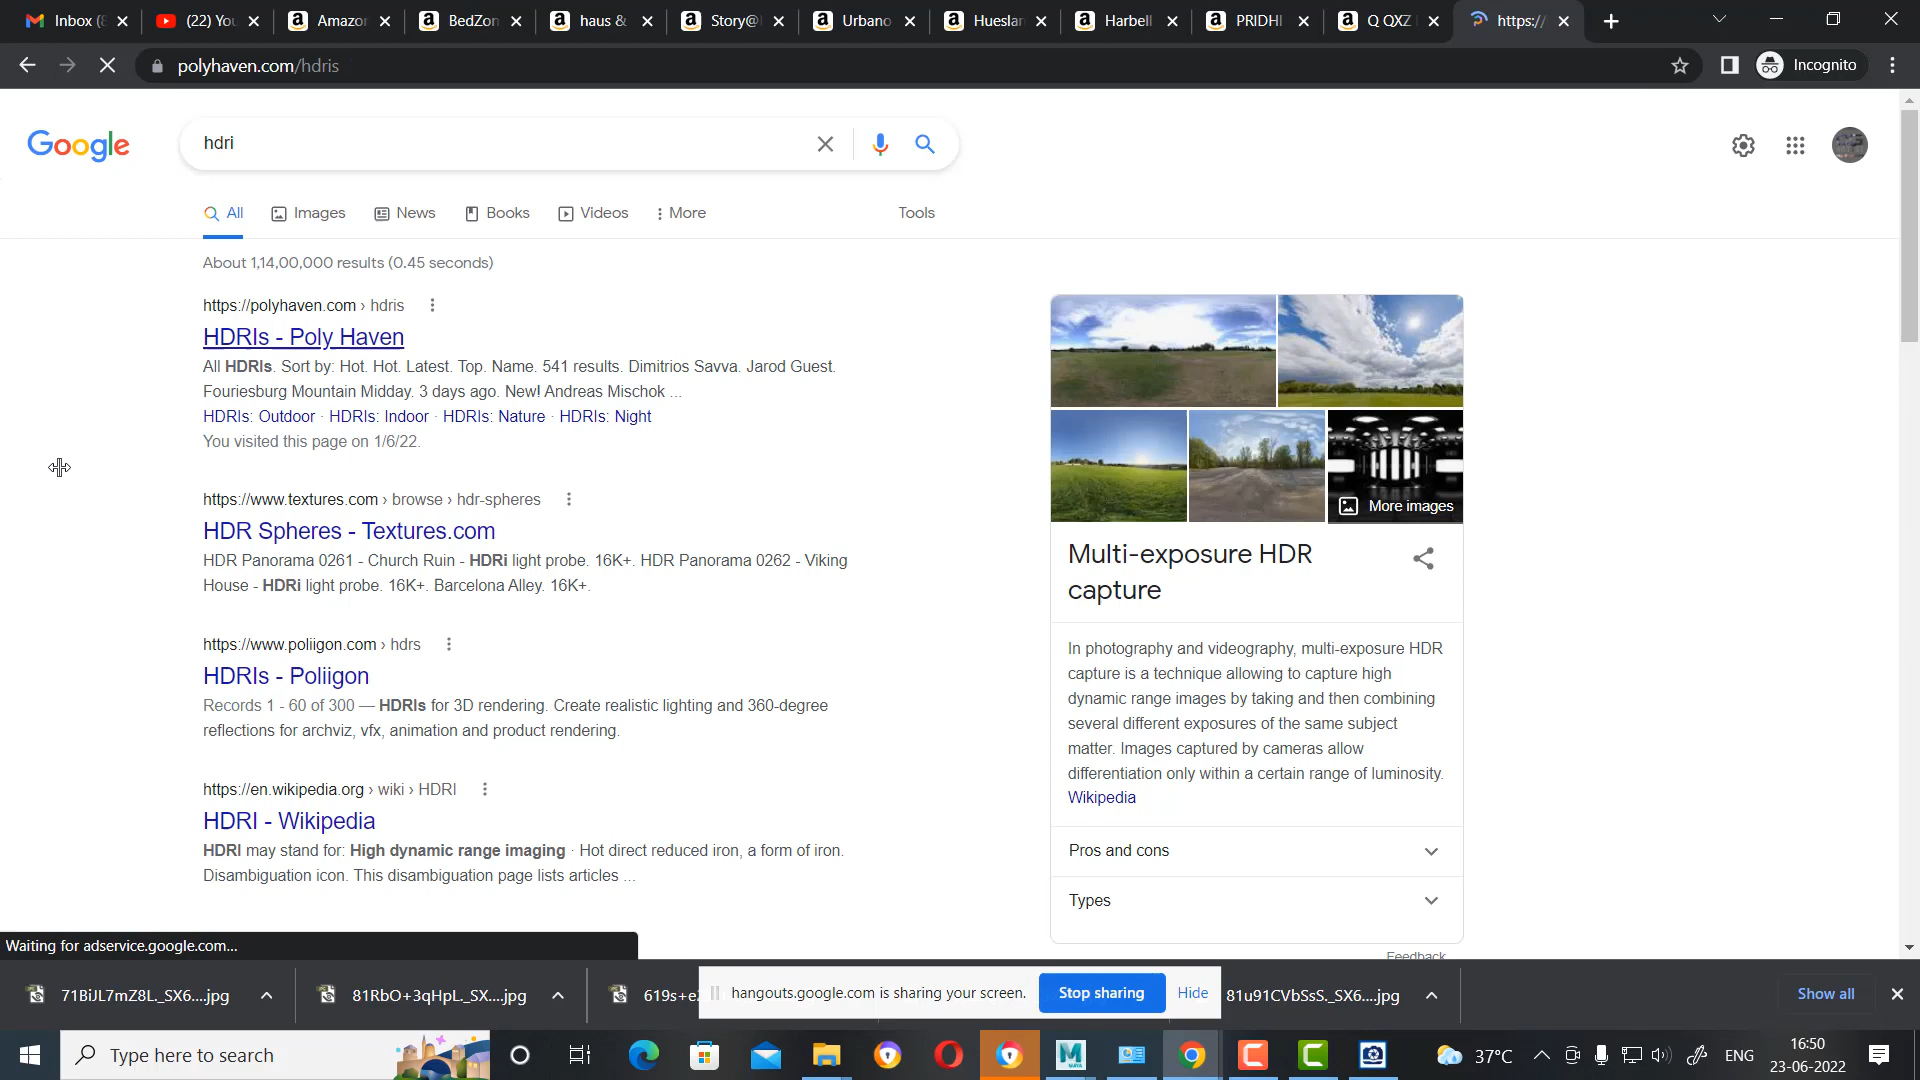 Inbox (
(22) You
Amazor
BedZon
haus &
Story@
Urbano
Hueslar
Harbell
PRIDHI
Q QXZ
https://
polyhaven.com/hdris
Incognito
Google
hdri
All
Images
News
Books
Videos
More
Tools
About 1,14,00,000 results (0.45 seconds)
https://polyhaven.com › hdris
HDRIs - Poly Haven
All HDRIs. Sort by: Hot. Hot. Latest. Top. Name. 541 results. Dimitrios Savva. Jarod Guest.
Fouriesburg Mountain Midday. 3 days ago. New! Andreas Mischok ...
HDRIs: Outdoor · HDRIs: Indoor · HDRIs: Nature · HDRIs: Night
You visited this page on 1/6/22.
https://www.textures.com › browse › hdr-spheres
HDR Spheres - Textures.com
HDR Panorama 0261 - Church Ruin - HDRi light probe. 16K+. HDR Panorama 0262 - Viking
House - HDRi light probe. 16K+. Barcelona Alley. 16K+.
https://www.poliigon.com › hdrs
HDRIs - Poliigon
Records 1 - 60 of 300 — HDRIs for 3D rendering. Create realistic lighting and 360-degree
reflections for archviz, vfx, animation and product rendering.
https://en.wikipedia.org › wiki › HDRI
HDRI - Wikipedia
HDRI may stand for: High dynamic range imaging · Hot direct reduced iron, a form of iron.
Disambiguation icon. This disambiguation page lists articles ...
More images
Multi-exposure HDR
capture
In photography and videography, multi-exposure HDR
capture is a technique allowing to capture high
dynamic range images by taking and then combining
several different exposures of the same subject
matter. Images captured by cameras allow
differentiation only within a certain range of luminosity.
Wikipedia
Pros and cons
Types
Feedback
Waiting for adservice.google.com...
71BiJL7mZ8L._SX6....jpg
81RbO+3qHpL._SX....jpg
619s+e
hangouts.google.com is sharing your screen.
Stop sharing
Hide
81u91CVbSsS._SX6....jpg
Show all
Type here to search
37°C
ENG
16:50
23-06-2022